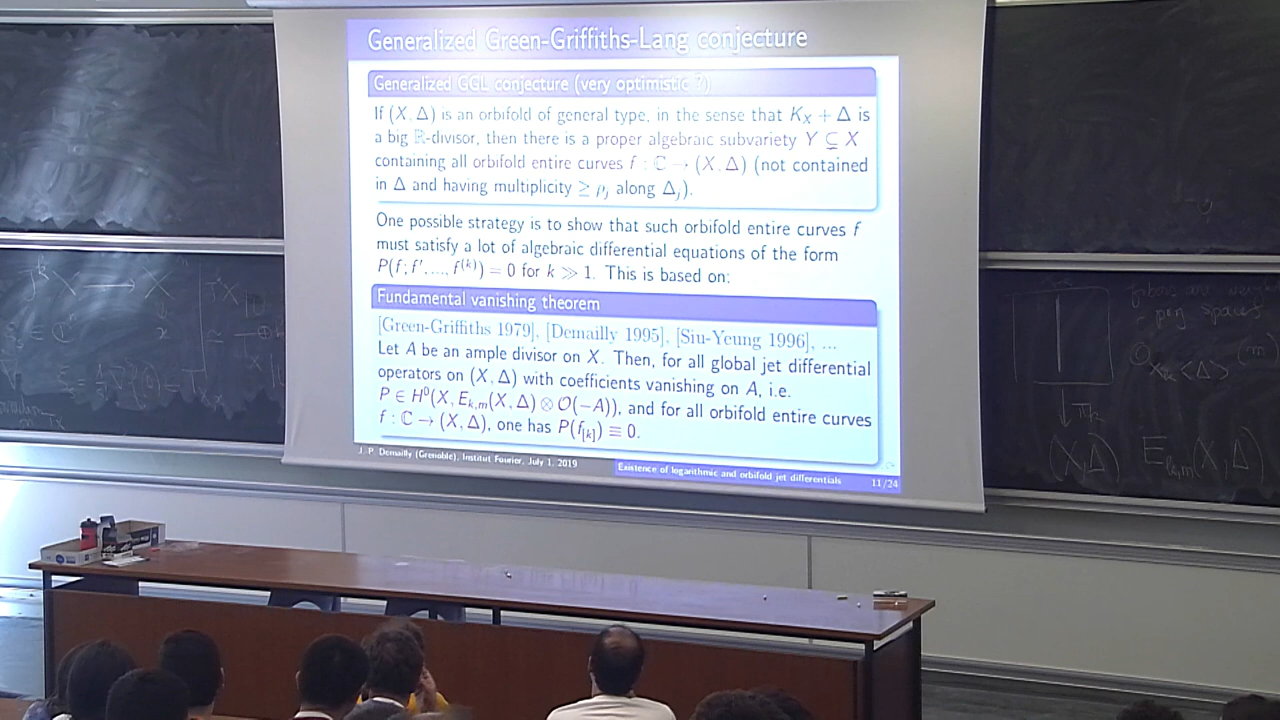 Generalized Green-Griffiths-Lang conjecture
Generalized GGL conjecture (very optimistic ?)
If (X, Δ) is an orbifold of general type, in the sense that K_X + Δ is
a big ℝ-divisor, then there is a proper algebraic subvariety Y ⊊ X
containing all orbifold entire curves f : ℂ → (X, Δ) (not contained
in Δ and having multiplicity ≥ ρ_j along Δ_j).
One possible strategy is to show that such orbifold entire curves f
must satisfy a lot of algebraic differential equations of the form
P(f; f′, ..., f^(k)) = 0 for k ≫ 1. This is based on:
Fundamental vanishing theorem
[Green-Griffiths 1979], [Demailly 1995], [Siu-Yeung 1996], ...
Let A be an ample divisor on X. Then, for all global jet differential
operators on (X, Δ) with coefficients vanishing on A, i.e.
P ∈ H⁰(X, E_{k,m}(X, Δ) ⊗ O(−A)), and for all orbifold entire curves
f : ℂ → (X, Δ), one has P(f_[k]) ≡ 0.
J.-P. Demailly (Grenoble), Institut Fourier, July 1, 2019
Existence of logarithmic and orbifold jet differentials
11/24
J^k X → X
(X, Δ)
E_{k,m}(X, Δ)